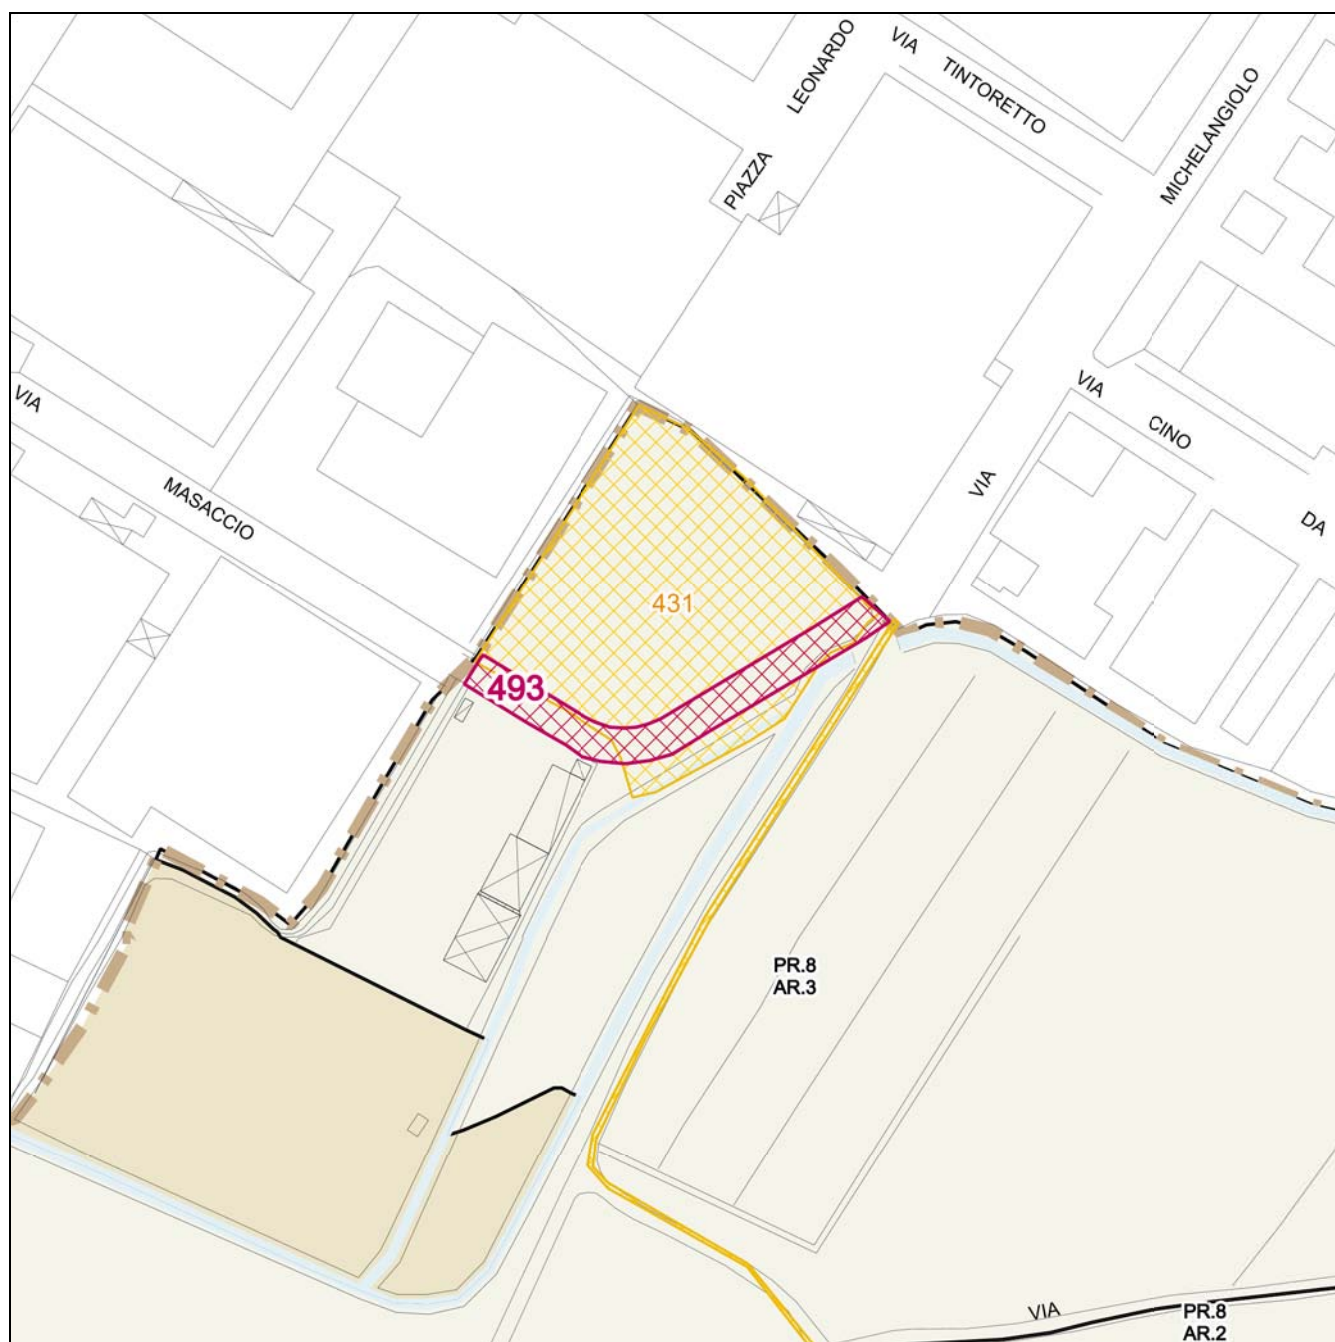 VIA
TINTORETTO
PIAZZA
LEONARDO
MICHELANGIOLO
VIA
VIA
CINO
DA
VIA
MASACCIO
431
493
PR.8
AR.3
VIA
PR.8
AR.2